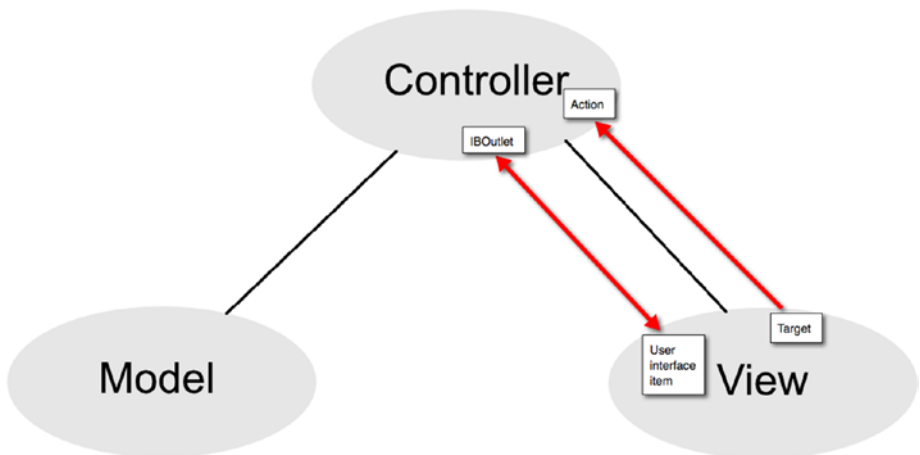 Controller
Action
IBOutlet
Target
User
interface
item
Model
View